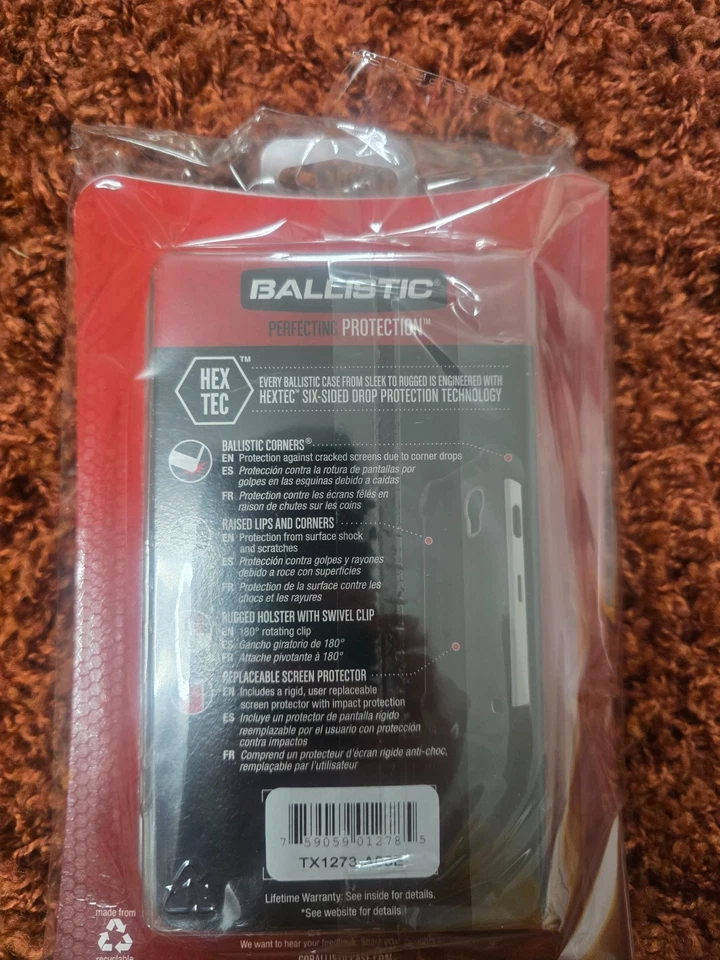 BALLISTIC®
PERFECTING PROTECTION™
HEX TEC™
EVERY BALLISTIC CASE FROM SLEEK TO RUGGED IS ENGINEERED WITH
HEXTEC™ SIX-SIDED DROP PROTECTION TECHNOLOGY
BALLISTIC CORNERS®
EN Protection against cracked screens due to corner drops
ES Protección contra la rotura de pantallas por
golpes en las esquinas debido a caídas
FR Protection contre les écrans fêlés en
raison de chutes sur les coins
RAISED LIPS AND CORNERS
EN Protection from surface shock
and scratches
ES Protección contra golpes y rayones
debido a roce con superficies
FR Protection de la surface contre les
chocs et les rayures
RUGGED HOLSTER WITH SWIVEL CLIP
EN 180° rotating clip
ES Gancho giratorio de 180°
FR Attache pivotante à 180°
REPLACEABLE SCREEN PROTECTOR
EN Includes a rigid, user replaceable
screen protector with impact protection
ES Incluye un protector de pantalla rígido
reemplazable por el usuario con protección
contra impactos
FR Comprend un protecteur d'écran rigide anti-choc,
remplaçable par l'utilisateur
7 59059 01278 5
Lifetime Warranty: See inside for details.
*See website for details
made from
recyclable
We want to hear your feedback.